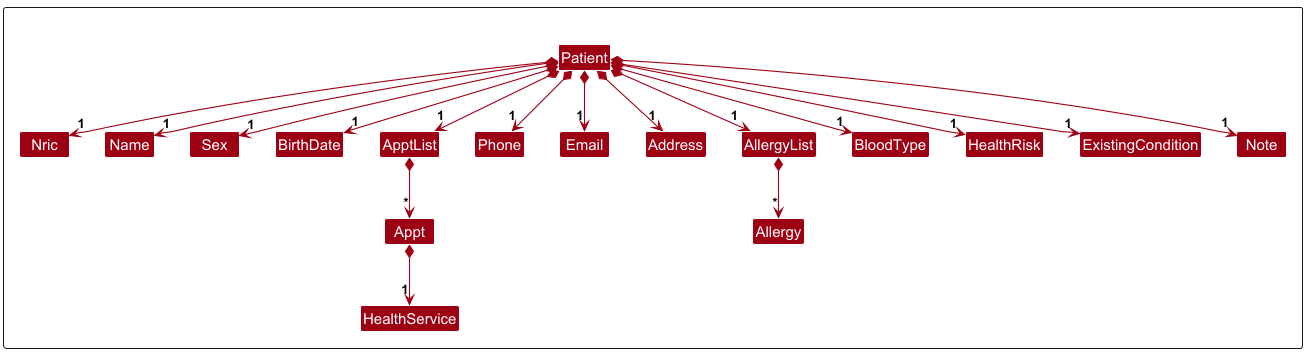 Patient
1 1 1 1 1 1 1 1 1 1 1 1 1
Nric Name Sex BirthDate ApptList Phone Email Address AllergyList BloodType HealthRisk ExistingCondition Note
* *
Appt Allergy
1
HealthService